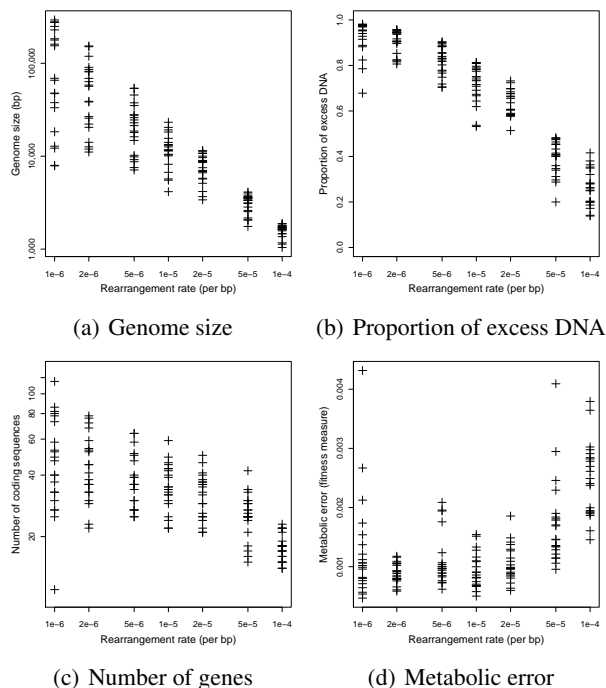 Genome size (bp)
100,000
10,000
1,000
1e−6 2e−6 5e−6 1e−5 2e−5 5e−5 1e−4
Rearrangement rate (per bp)
(a) Genome size
Proportion of excess DNA
1.0
0.8
0.6
0.4
0.2
0.0
1e−6 2e−6 5e−6 1e−5 2e−5 5e−5 1e−4
Rearrangement rate (per bp)
(b) Proportion of excess DNA
Number of coding sequences
100
80
60
40
20
1e−6 2e−6 5e−6 1e−5 2e−5 5e−5 1e−4
Rearrangement rate (per bp)
(c) Number of genes
Metabolic error (fitness measure)
0.004
0.003
0.002
0.001
1e−6 2e−6 5e−6 1e−5 2e−5 5e−5 1e−4
Rearrangement rate (per bp)
(d) Metabolic error